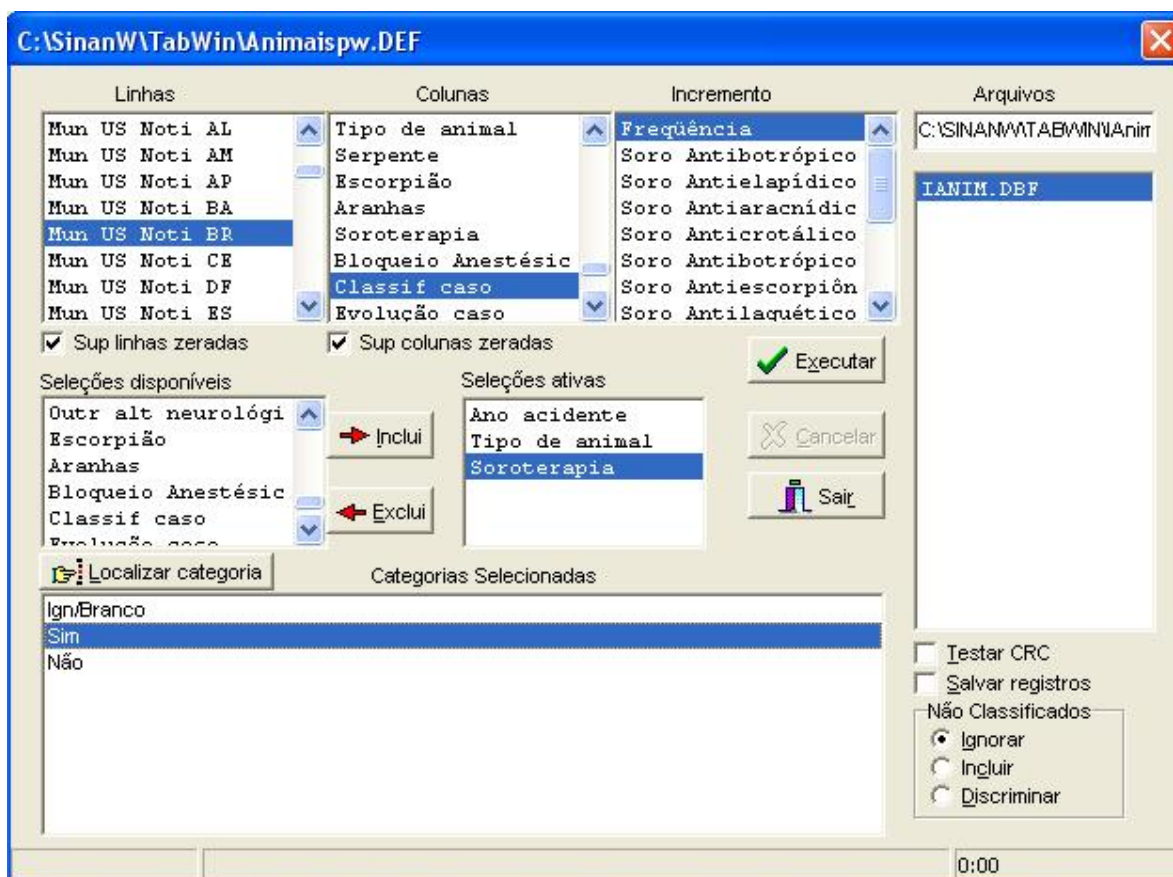 C:\SinanW\TabWin\Animaispw.DEF
Linhas
Mun US Noti AL
Mun US Noti AM
Mun US Noti AP
Mun US Noti BA
Mun US Noti BR
Mun US Noti CE
Mun US Noti DF
Mun US Noti ES
Sup linhas zeradas
Colunas
Tipo de animal
Serpente
Escorpião
Aranhas
Soroterapia
Bloqueio Anestésic
Classif caso
Evolução caso
Sup colunas zeradas
Incremento
Freqüência
Soro Antibotrópico
Soro Antielapídico
Soro Antiaracnídic
Soro Anticrotálico
Soro Antibotrópico
Soro Antiescorpiôn
Soro Antilaquético
Arquivos
C:\SINANW\TABWIN\IAnim
IANIM.DBF
Executar
Cancelar
Sair
Seleções disponíveis
Outr alt neurológi
Escorpião
Aranhas
Bloqueio Anestésic
Classif caso
Evolução caso
Inclui
Exclui
Seleções ativas
Ano acidente
Tipo de animal
Soroterapia
Localizar categoria
Categorias Selecionadas
Ign/Branco
Sim
Não
Testar CRC
Salvar registros
Não Classificados
Ignorar
Incluir
Discriminar
0:00